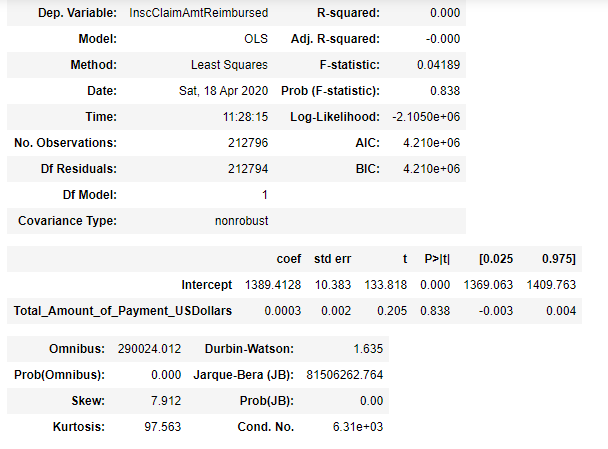 Dep. Variable: InscClaimAmtReimbursed R-squared: 0.000
Model: OLS Adj. R-squared: -0.000
Method: Least Squares F-statistic: 0.04189
Date: Sat, 18 Apr 2020 Prob (F-statistic): 0.838
Time: 11:28:15 Log-Likelihood: -2.1050e+06
No. Observations: 212796 AIC: 4.210e+06
Df Residuals: 212794 BIC: 4.210e+06
Df Model: 1
Covariance Type: nonrobust
coef std err t P>|t| [0.025 0.975]
Intercept 1389.4128 10.383 133.818 0.000 1369.063 1409.763
Total_Amount_of_Payment_USDollars 0.0003 0.002 0.205 0.838 -0.003 0.004
Omnibus: 290024.012 Durbin-Watson: 1.635
Prob(Omnibus): 0.000 Jarque-Bera (JB): 81506262.764
Skew: 7.912 Prob(JB): 0.00
Kurtosis: 97.563 Cond. No. 6.31e+03